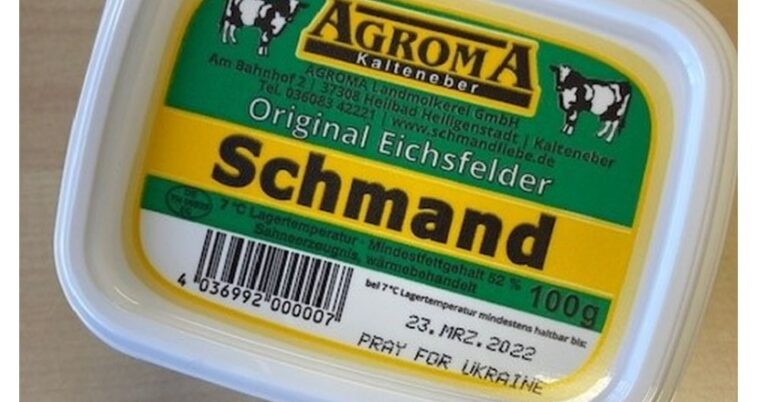 AGROMA
Kalteneber
AGROMA Landmolkerei GmbH
Am Bahnhof 2 | 37308 Heilbad Heiligenstadt | Kalteneber
Tel. 036083 42221 | www.schmandliebe.de
Original Eichsfelder
Schmand
7 °C Lagertemperatur · Mindestfettgehalt 52 %
Sahneerzeugnis, wärmebehandelt
100g
4 036992 000007
bei 7 °C Lagertemperatur mindestens haltbar bis:
23. MRZ. 2022
PRAY FOR UKRAINE